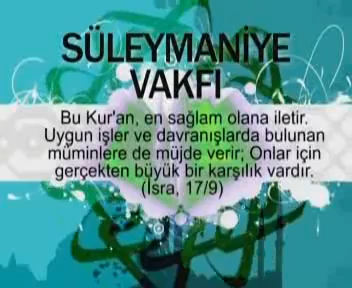 SÜLEYMANİYE
VAKFI
Bu Kur'an, en sağlam olana iletir.
Uygun işler ve davranışlarda bulunan
müminlere de müjde verir; Onlar için
gerçekten büyük bir karşılık vardır.
(İsra, 17/9)